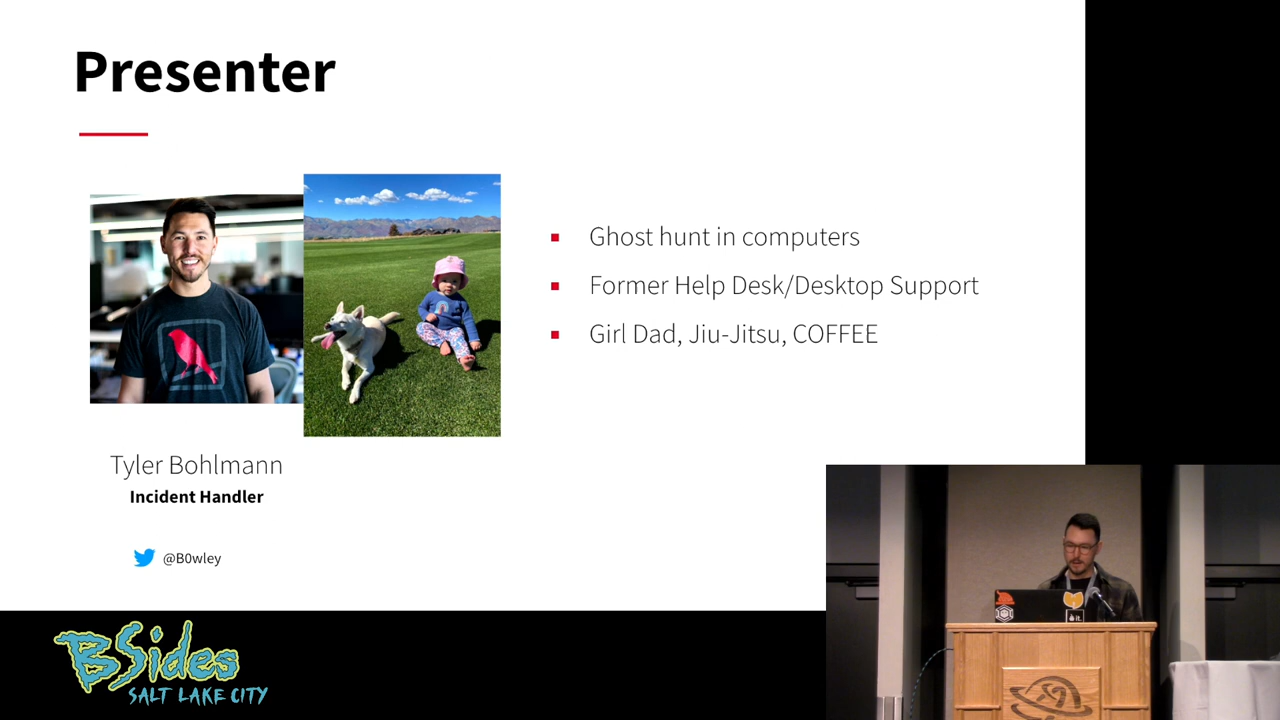 Presenter
Ghost hunt in computers
Former Help Desk/Desktop Support
Girl Dad, Jiu-Jitsu, COFFEE
Tyler Bohlmann
Incident Handler
@B0wley
BSides
SALT LAKE CITY
it.